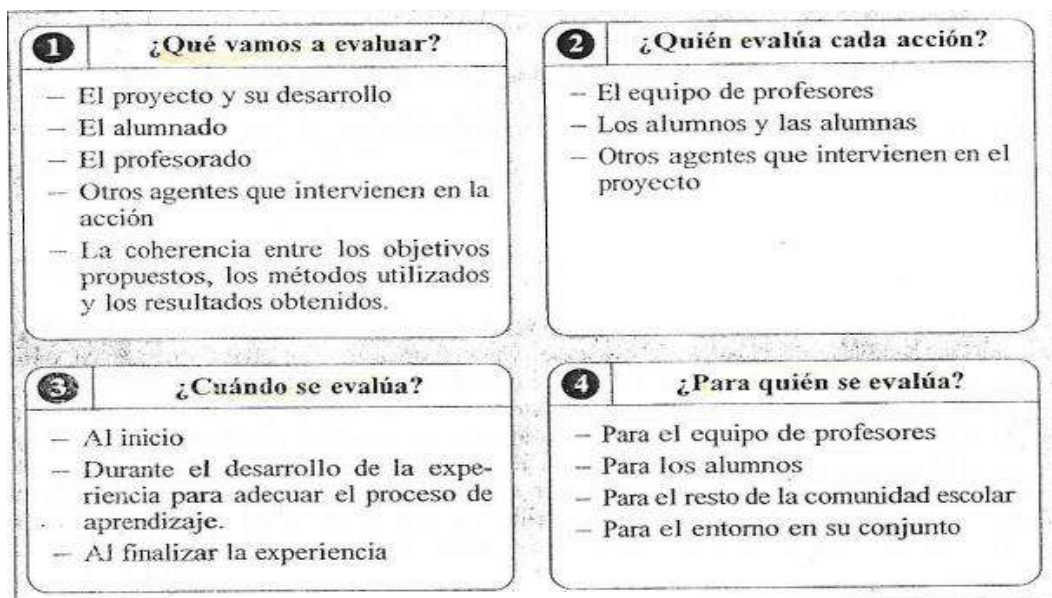 1 ¿Qué vamos a evaluar?
— El proyecto y su desarrollo
— El alumnado
— El profesorado
— Otros agentes que intervienen en la
acción
— La coherencia entre los objetivos
propuestos, los métodos utilizados
y los resultados obtenidos.
2 ¿Quién evalúa cada acción?
— El equipo de profesores
— Los alumnos y las alumnas
— Otros agentes que intervienen en el
proyecto
3 ¿Cuándo se evalúa?
— Al inicio
— Durante el desarrollo de la expe-
riencia para adecuar el proceso de
aprendizaje.
— Al finalizar la experiencia
4 ¿Para quién se evalúa?
— Para el equipo de profesores
— Para los alumnos
— Para el resto de la comunidad escolar
— Para el entorno en su conjunto